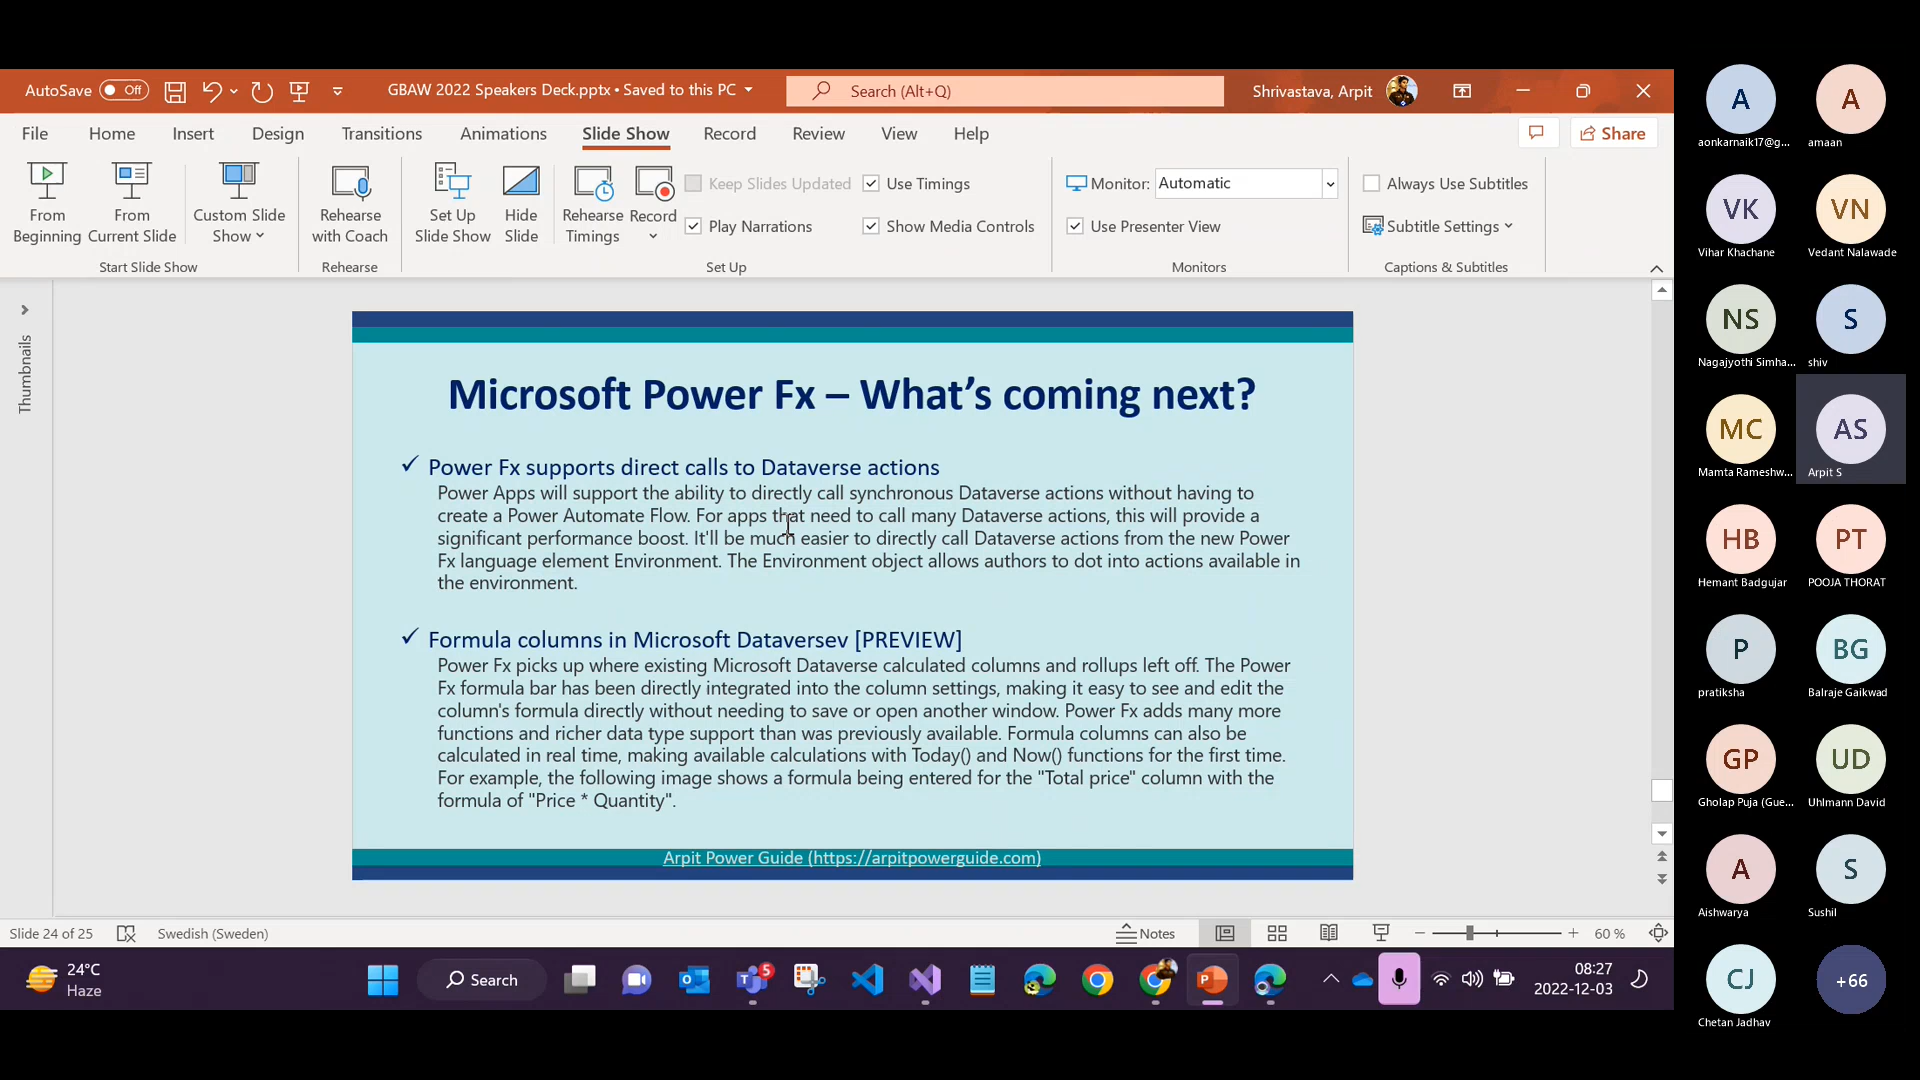 AutoSave Off GBAW 2022 Speakers Deck.pptx • Saved to this PC Search (Alt+Q) Shrivastava, Arpit
File Home Insert Design Transitions Animations Slide Show Record Review View Help Share
From Beginning
From Current Slide
Custom Slide Show
Start Slide Show
Rehearse with Coach
Rehearse
Set Up Slide Show
Hide Slide
Rehearse Timings
Record
Keep Slides Updated
Use Timings
Play Narrations
Show Media Controls
Set Up
Monitor: Automatic
Use Presenter View
Monitors
Always Use Subtitles
Subtitle Settings
Captions & Subtitles
Thumbnails
Microsoft Power Fx – What’s coming next?
✓ Power Fx supports direct calls to Dataverse actions
Power Apps will support the ability to directly call synchronous Dataverse actions without having to
create a Power Automate Flow. For apps that need to call many Dataverse actions, this will provide a
significant performance boost. It'll be much easier to directly call Dataverse actions from the new Power
Fx language element Environment. The Environment object allows authors to dot into actions available in
the environment.
✓ Formula columns in Microsoft Dataversev [PREVIEW]
Power Fx picks up where existing Microsoft Dataverse calculated columns and rollups left off. The Power
Fx formula bar has been directly integrated into the column settings, making it easy to see and edit the
column's formula directly without needing to save or open another window. Power Fx adds many more
functions and richer data type support than was previously available. Formula columns can also be
calculated in real time, making available calculations with Today() and Now() functions for the first time.
For example, the following image shows a formula being entered for the "Total price" column with the
formula of "Price * Quantity".
Arpit Power Guide (https://arpitpowerguide.com)
Slide 24 of 25 Swedish (Sweden) Notes 60 %
24°C
Haze
Search
5
08:27
2022-12-03
A
aonkarnaik17@g...
A
amaan
VK
Vihar Khachane
VN
Vedant Nalawade
NS
Nagajyothi Simha...
S
shiv
MC
Mamta Rameshw...
AS
Arpit S
HB
Hemant Badgujar
PT
POOJA THORAT
P
pratiksha
BG
Balraje Gaikwad
GP
Gholap Puja (Gue...
UD
Uhlmann David
A
Aishwarya
S
Sushil
CJ
Chetan Jadhav
+66